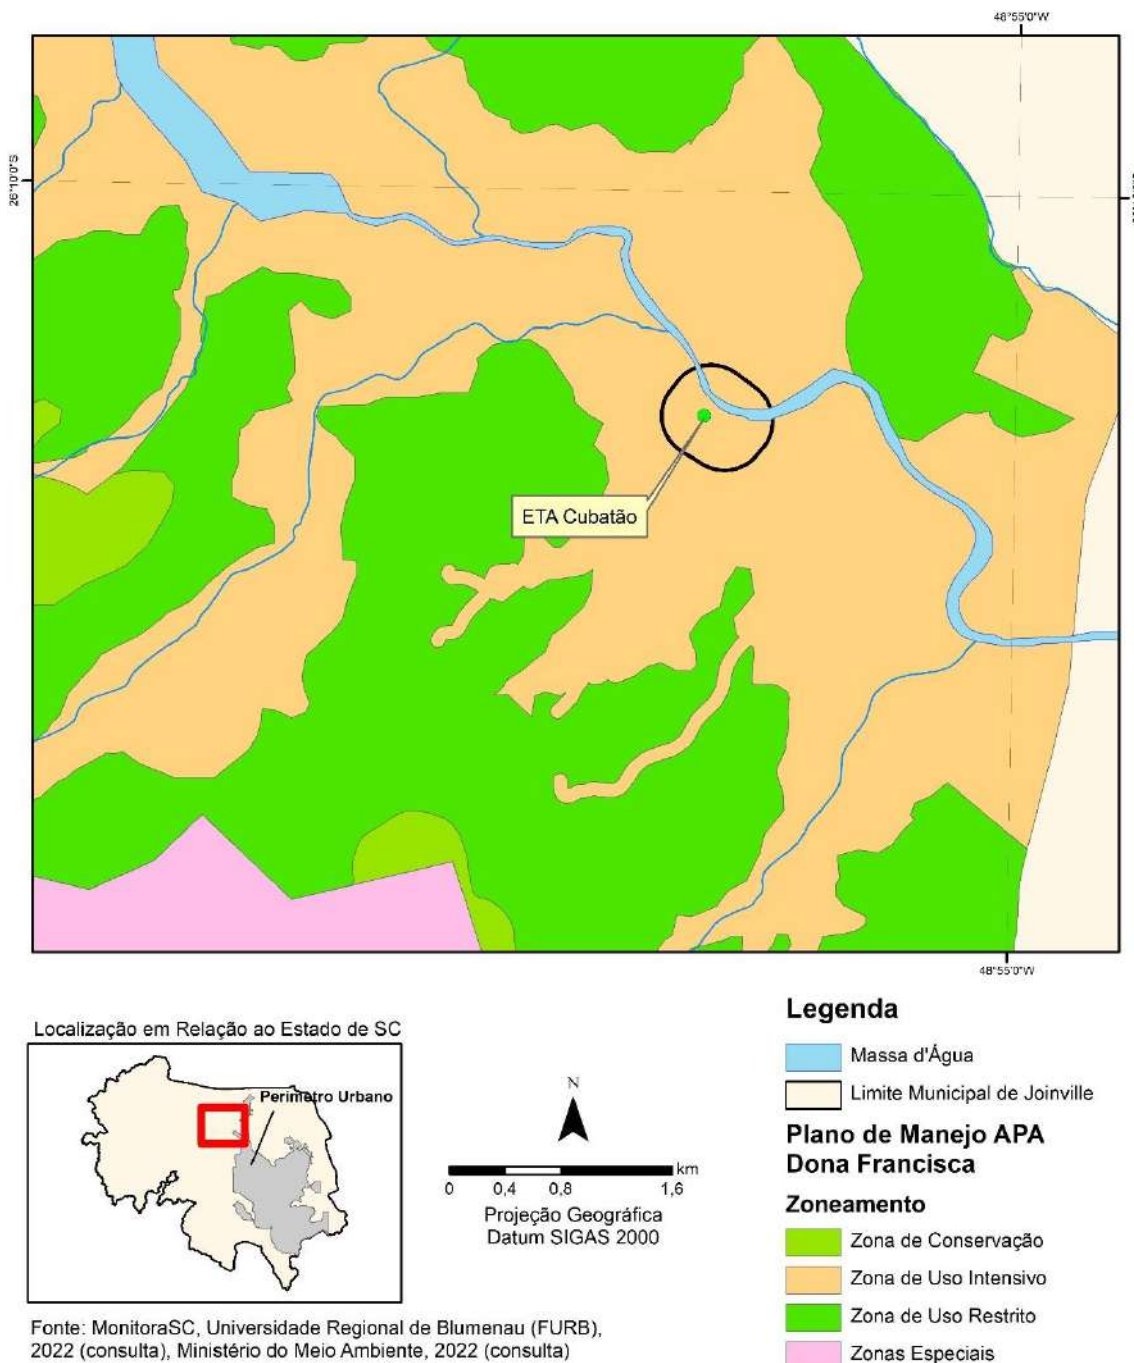 48°55'0"W
26°10'0"S
ETA Cubatão
48°55'0"W
Localização em Relação ao Estado de SC
Perímetro Urbano
N
km
0 0,4 0,8 1,6
Projeção Geográfica
Datum SIGAS 2000
Legenda
Massa d'Água
Limite Municipal de Joinville
Plano de Manejo APA
Dona Francisca
Zoneamento
Zona de Conservação
Zona de Uso Intensivo
Zona de Uso Restrito
Zonas Especiais
Fonte: MonitoraSC, Universidade Regional de Blumenau (FURB),
2022 (consulta), Ministério do Meio Ambiente, 2022 (consulta)